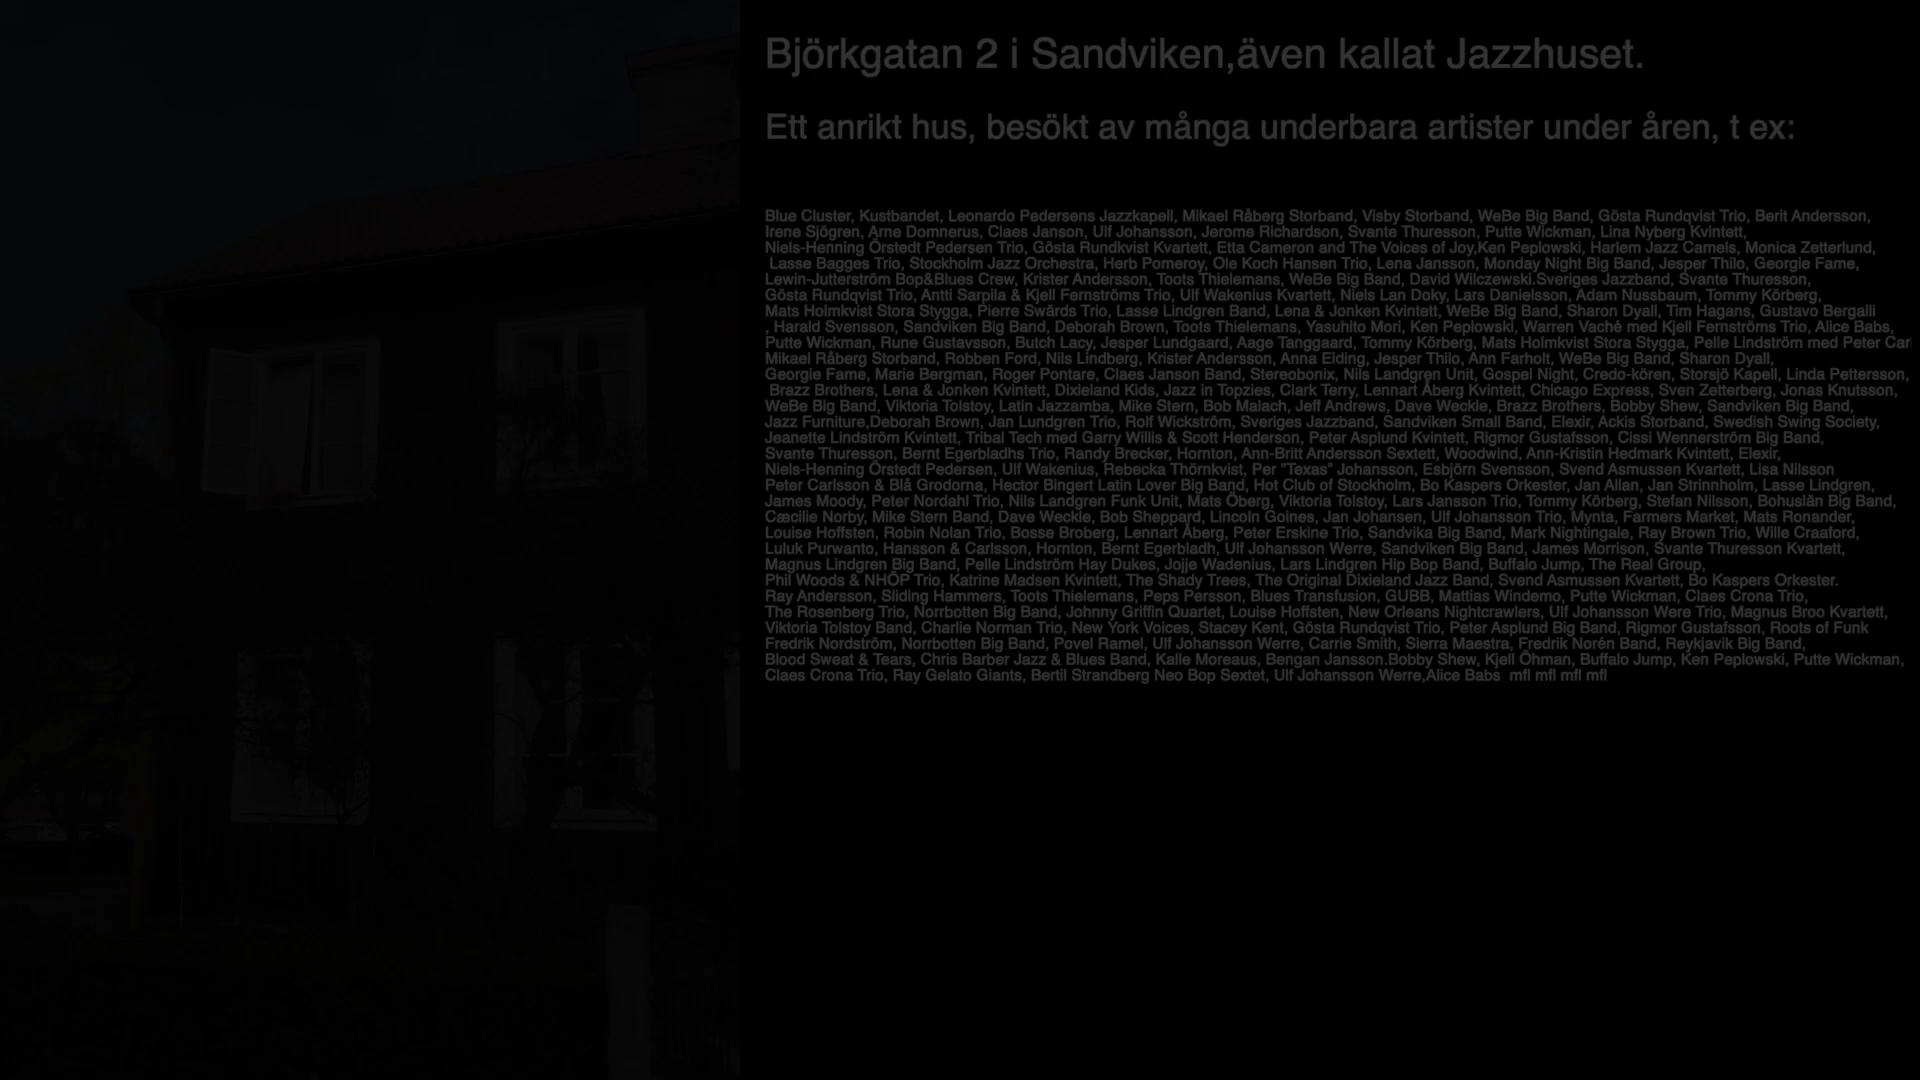 Björkgatan 2 i Sandviken,även kallat Jazzhuset.
Ett anrikt hus, besökt av många underbara artister under åren, t ex:
Blue Cluster, Kustbandet, Leonardo Pedersens Jazzkapell, Mikael Råberg Storband, Visby Storband, WeBe Big Band, Gösta Rundqvist Trio, Berit Andersson,
Irene Sjögren, Arne Domnerus, Claes Janson, Ulf Johansson, Jerome Richardson, Svante Thuresson, Putte Wickman, Lina Nyberg Kvintett,
Niels-Henning Örstedt Pedersen Trio, Gösta Rundkvist Kvartett, Etta Cameron and The Voices of Joy,Ken Peplowski, Harlem Jazz Camels, Monica Zetterlund,
Lasse Bagges Trio, Stockholm Jazz Orchestra, Herb Pomeroy, Ole Koch Hansen Trio, Lena Jansson, Monday Night Big Band, Jesper Thilo, Georgie Fame,
Lewin-Jutterström Bop&Blues Crew, Krister Andersson, Toots Thielemans, WeBe Big Band, David Wilczewski.Sveriges Jazzband, Svante Thuresson,
Gösta Rundqvist Trio, Antti Sarpila & Kjell Fernströms Trio, Ulf Wakenius Kvartett, Niels Lan Doky, Lars Danielsson, Adam Nussbaum, Tommy Körberg,
Mats Holmkvist Stora Stygga, Pierre Swärds Trio, Lasse Lindgren Band, Lena & Jonken Kvintett, WeBe Big Band, Sharon Dyall, Tim Hagans, Gustavo Bergalli
, Harald Svensson, Sandviken Big Band, Deborah Brown, Toots Thielemans, Yasuhito Mori, Ken Peplowski, Warren Vaché med Kjell Fernströms Trio, Alice Babs,
Putte Wickman, Rune Gustavsson, Butch Lacy, Jesper Lundgaard, Aage Tanggaard, Tommy Körberg, Mats Holmkvist Stora Stygga, Pelle Lindström med Peter Car
Mikael Råberg Storband, Robben Ford, Nils Lindberg, Krister Andersson, Anna Eiding, Jesper Thilo, Ann Farholt, WeBe Big Band, Sharon Dyall,
Georgie Fame, Marie Bergman, Roger Pontare, Claes Janson Band, Stereobonix, Nils Landgren Unit, Gospel Night, Credo-kören, Storsjö Kapell, Linda Pettersson,
Brazz Brothers, Lena & Jonken Kvintett, Dixieland Kids, Jazz in Topzies, Clark Terry, Lennart Åberg Kvintett, Chicago Express, Sven Zetterberg, Jonas Knutsson,
WeBe Big Band, Viktoria Tolstoy, Latin Jazzamba, Mike Stern, Bob Malach, Jeff Andrews, Dave Weckle, Brazz Brothers, Bobby Shew, Sandviken Big Band,
Jazz Furniture,Deborah Brown, Jan Lundgren Trio, Rolf Wickström, Sveriges Jazzband, Sandviken Small Band, Elexir, Ackis Storband, Swedish Swing Society,
Jeanette Lindström Kvintett, Tribal Tech med Garry Willis & Scott Henderson, Peter Asplund Kvintett, Rigmor Gustafsson, Cissi Wennerström Big Band,
Svante Thuresson, Bernt Egerbladhs Trio, Randy Brecker, Hornton, Ann-Britt Andersson Sextett, Woodwind, Ann-Kristin Hedmark Kvintett, Elexir,
Niels-Henning Örstedt Pedersen, Ulf Wakenius, Rebecka Thörnkvist, Per "Texas" Johansson, Esbjörn Svensson, Svend Asmussen Kvartett, Lisa Nilsson
Peter Carlsson & Blå Grodorna, Hector Bingert Latin Lover Big Band, Hot Club of Stockholm, Bo Kaspers Orkester, Jan Allan, Jan Strinnholm, Lasse Lindgren,
James Moody, Peter Nordahl Trio, Nils Landgren Funk Unit, Mats Öberg, Viktoria Tolstoy, Lars Jansson Trio, Tommy Körberg, Stefan Nilsson, Bohuslän Big Band,
Cæcilie Norby, Mike Stern Band, Dave Weckle, Bob Sheppard, Lincoln Goines, Jan Johansen, Ulf Johansson Trio, Mynta, Farmers Market, Mats Ronander,
Louise Hoffsten, Robin Nolan Trio, Bosse Broberg, Lennart Åberg, Peter Erskine Trio, Sandvika Big Band, Mark Nightingale, Ray Brown Trio, Wille Craaford,
Luluk Purwanto, Hansson & Carlsson, Hornton, Bernt Egerbladh, Ulf Johansson Werre, Sandviken Big Band, James Morrison, Svante Thuresson Kvartett,
Magnus Lindgren Big Band, Pelle Lindström Hay Dukes, Jojje Wadenius, Lars Lindgren Hip Bop Band, Buffalo Jump, The Real Group,
Phil Woods & NHÖP Trio, Katrine Madsen Kvintett, The Shady Trees, The Original Dixieland Jazz Band, Svend Asmussen Kvartett, Bo Kaspers Orkester.
Ray Andersson, Sliding Hammers, Toots Thielemans, Peps Persson, Blues Transfusion, GUBB, Mattias Windemo, Putte Wickman, Claes Crona Trio,
The Rosenberg Trio, Norrbotten Big Band, Johnny Griffin Quartet, Louise Hoffsten, New Orleans Nightcrawlers, Ulf Johansson Were Trio, Magnus Broo Kvartett,
Viktoria Tolstoy Band, Charlie Norman Trio, New York Voices, Stacey Kent, Gösta Rundqvist Trio, Peter Asplund Big Band, Rigmor Gustafsson, Roots of Funk
Fredrik Nordström, Norrbotten Big Band, Povel Ramel, Ulf Johansson Werre, Carrie Smith, Sierra Maestra, Fredrik Norén Band, Reykjavik Big Band,
Blood Sweat & Tears, Chris Barber Jazz & Blues Band, Kalle Moreaus, Bengan Jansson.Bobby Shew, Kjell Öhman, Buffalo Jump, Ken Peplowski, Putte Wickman,
Claes Crona Trio, Ray Gelato Giants, Bertil Strandberg Neo Bop Sextet, Ulf Johansson Werre,Alice Babs mfl mfl mfl mfl